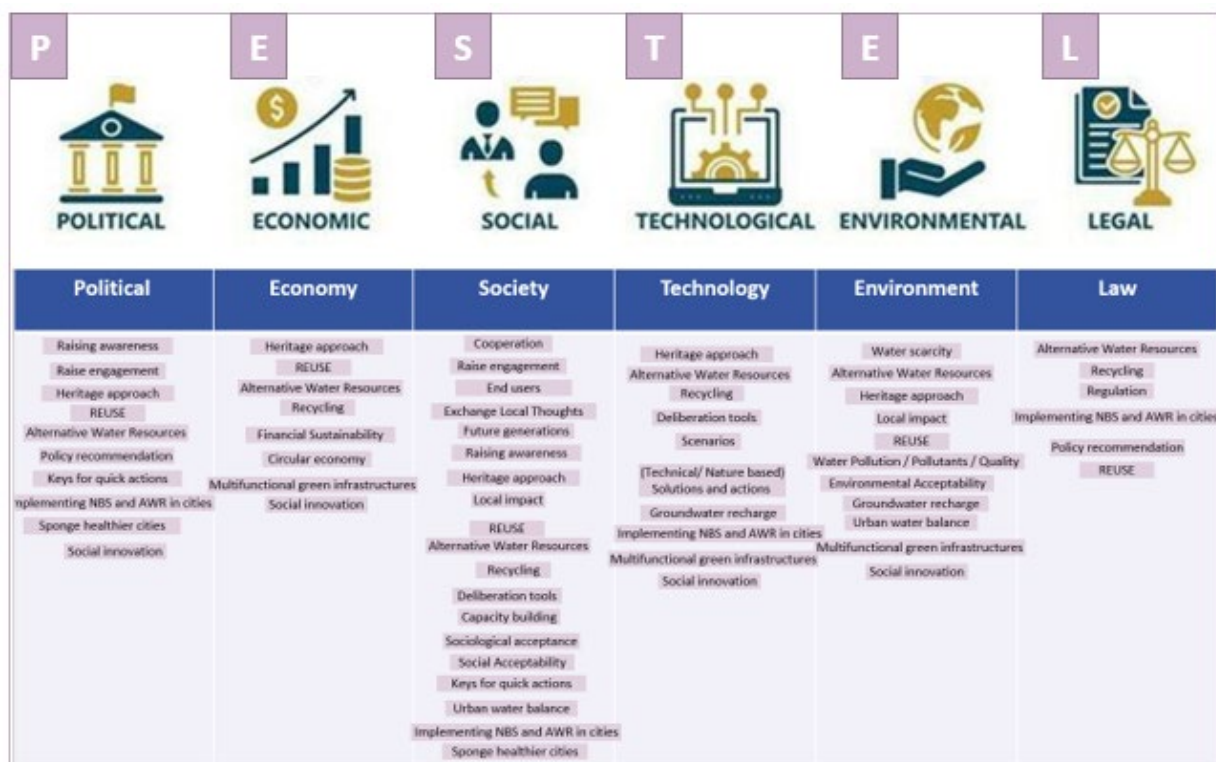 P
E
S
T
E
L
POLITICAL
ECONOMIC
SOCIAL
TECHNOLOGICAL
ENVIRONMENTAL
LEGAL
Political
Economy
Society
Technology
Environment
Law
Raising awareness
Raise engagement
Heritage approach
REUSE
Alternative Water Resources
Policy recommendation
Keys for quick actions
mplementing NBS and AWR in cities
Sponge healthier cities
Social innovation
Heritage approach
REUSE
Alternative Water Resources
Recycling
Financial Sustainability
Circular economy
Multifunctional green infrastructures
Social innovation
Cooperation
Raise engagement
End users
Exchange Local Thoughts
Future generations
Raising awareness
Heritage approach
Local impact
REUSE
Alternative Water Resources
Recycling
Deliberation tools
Capacity building
Sociological acceptance
Social Acceptability
Keys for quick actions
Urban water balance
Implementing NBS and AWR in cities
Sponge healthier cities
Heritage approach
Alternative Water Resources
Recycling
Deliberation tools
Scenarios
(Technical/ Nature based)
Solutions and actions
Groundwater recharge
Implementing NBS and AWR in cities
Multifunctional green infrastructures
Social innovation
Water scarcity
Alternative Water Resources
Heritage approach
Local impact
REUSE
Water Pollution / Pollutants / Quality
Environmental Acceptability
Groundwater recharge
Urban water balance
Multifunctional green infrastructures
Social innovation
Alternative Water Resources
Recycling
Regulation
Implementing NBS and AWR in cities
Policy recommendation
REUSE